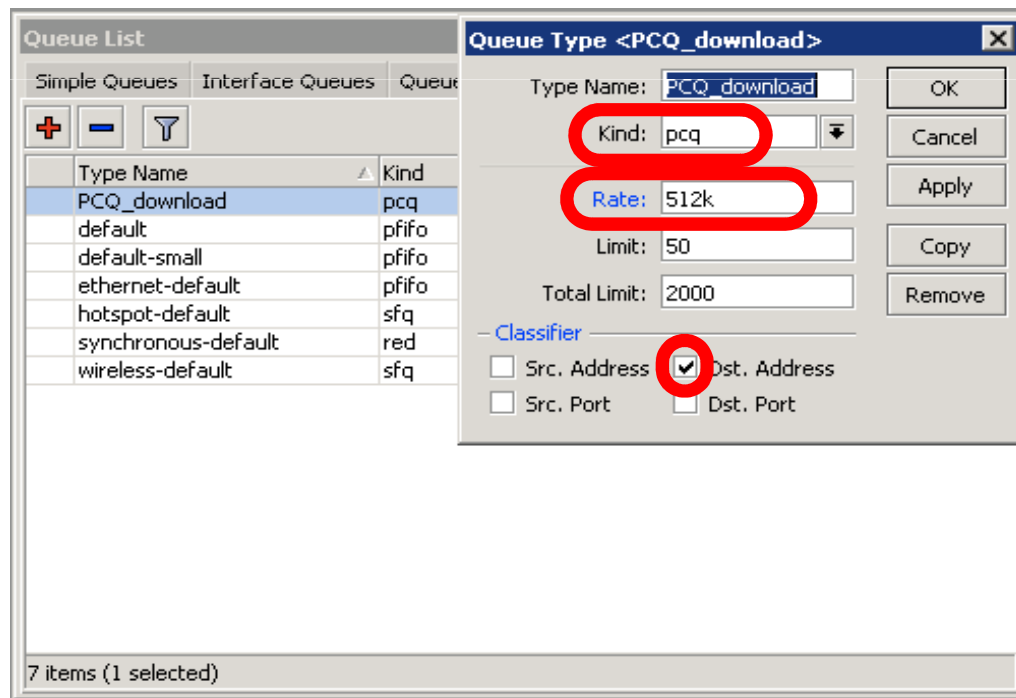 Queue List
Simple Queues Interface Queues Queue
Type Name Kind
PCQ_download pcq
default pfifo
default-small pfifo
ethernet-default pfifo
hotspot-default sfq
synchronous-default red
wireless-default sfq
7 items (1 selected)
Queue Type <PCQ_download>
Type Name: PCQ_download OK
Kind: pcq Cancel
Rate: 512k Apply
Limit: 50 Copy
Total Limit: 2000 Remove
Classifier
Src. Address Dst. Address
Src. Port Dst. Port